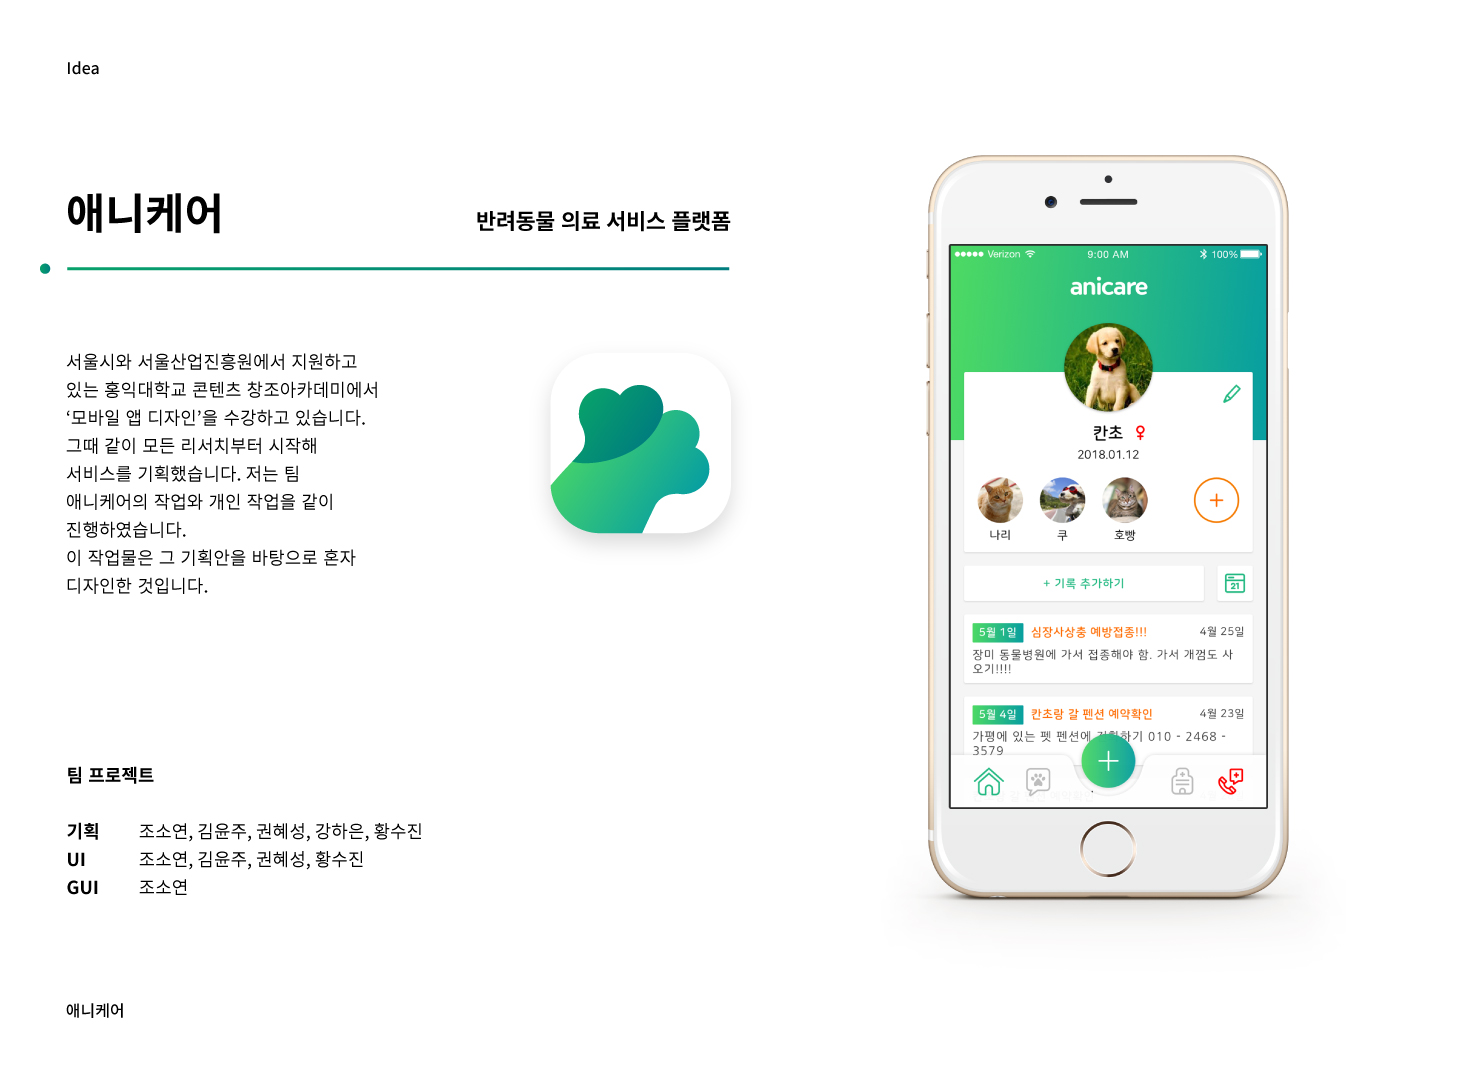 Idea
애니케어
반려동물 의료 서비스 플랫폼
서울시와 서울산업진흥원에서 지원하고
있는 홍익대학교 콘텐츠 창조아카데미에서
‘모바일 앱 디자인’을 수강하고 있습니다.
그때 같이 모든 리서치부터 시작해
서비스를 기획했습니다. 저는 팀
애니케어의 작업와 개인 작업을 같이
진행하였습니다.
이 작업물은 그 기획안을 바탕으로 혼자
디자인한 것입니다.
팀 프로젝트
기획 조소연, 김윤주, 권혜성, 강하은, 황수진
UI 조소연, 김윤주, 권혜성, 황수진
GUI 조소연
애니케어
Verizon 9:00 AM 100%
anicare
칸초
2018.01.12
나리 쿠 호빵
+ 기록 추가하기
21
5월 1일 심장사상충 예방접종!!! 4월 25일
장미 동물병원에 가서 접종해야 함. 가서 개껌도 사
오기!!!!
5월 4일 칸초랑 갈 펜션 예약확인 4월 23일
가평에 있는 펫 펜션에 하기 010 - 2468 -
3579